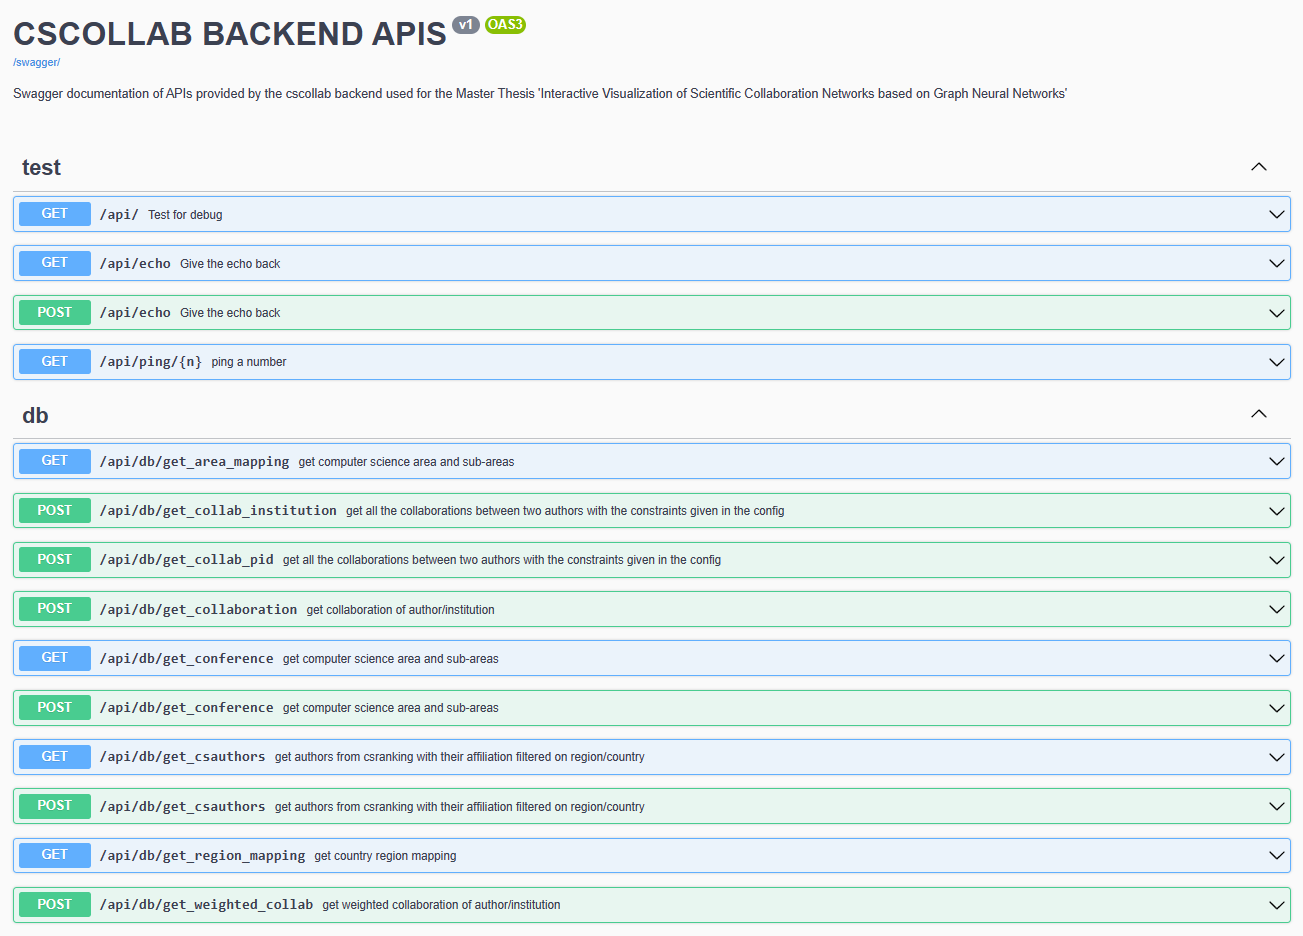 CSCOLLAB BACKEND APIS v1 OAS3
/swagger/
Swagger documentation of APIs provided by the cscollab backend used for the Master Thesis 'Interactive Visualization of Scientific Collaboration Networks based on Graph Neural Networks'
test
GET /api/ Test for debug
GET /api/echo Give the echo back
POST /api/echo Give the echo back
GET /api/ping/{n} ping a number
db
GET /api/db/get_area_mapping get computer science area and sub-areas
POST /api/db/get_collab_institution get all the collaborations between two authors with the constraints given in the config
POST /api/db/get_collab_pid get all the collaborations between two authors with the constraints given in the config
POST /api/db/get_collaboration get collaboration of author/institution
GET /api/db/get_conference get computer science area and sub-areas
POST /api/db/get_conference get computer science area and sub-areas
GET /api/db/get_csauthors get authors from csranking with their affiliation filtered on region/country
POST /api/db/get_csauthors get authors from csranking with their affiliation filtered on region/country
GET /api/db/get_region_mapping get country region mapping
POST /api/db/get_weighted_collab get weighted collaboration of author/institution